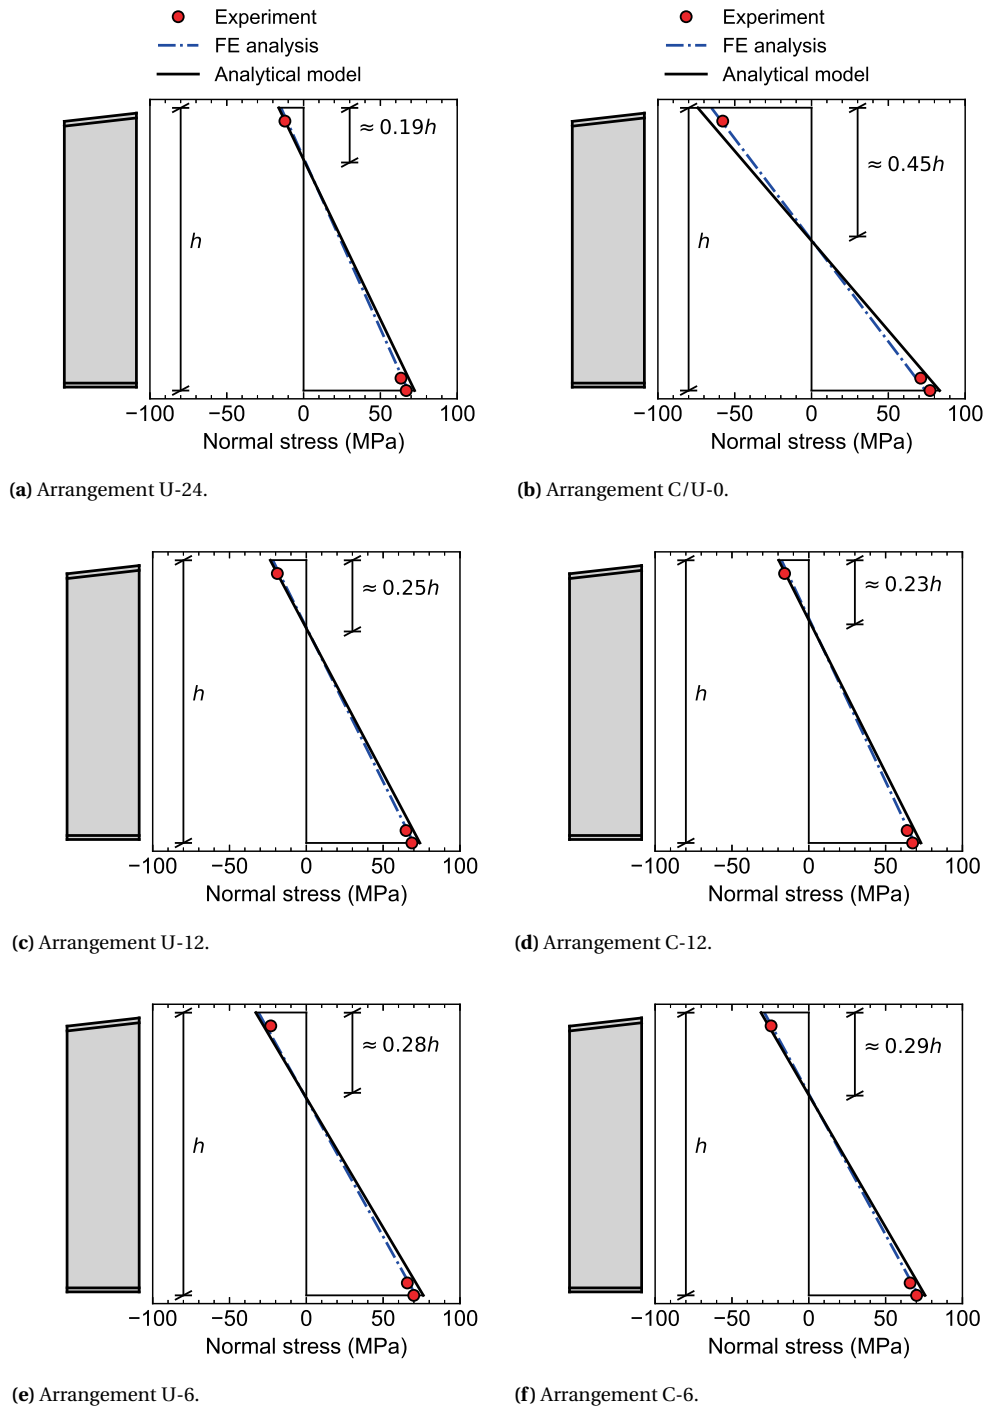 Experiment
FE analysis
Analytical model
Experiment
FE analysis
Analytical model
≈ 0.19h
h
−100 −50 0 50 100
Normal stress (MPa)
(a) Arrangement U-24.
≈ 0.45h
h
−100 −50 0 50 100
Normal stress (MPa)
(b) Arrangement C/U-0.
≈ 0.25h
h
−100 −50 0 50 100
Normal stress (MPa)
(c) Arrangement U-12.
≈ 0.23h
h
−100 −50 0 50 100
Normal stress (MPa)
(d) Arrangement C-12.
≈ 0.28h
h
−100 −50 0 50 100
Normal stress (MPa)
(e) Arrangement U-6.
≈ 0.29h
h
−100 −50 0 50 100
Normal stress (MPa)
(f) Arrangement C-6.